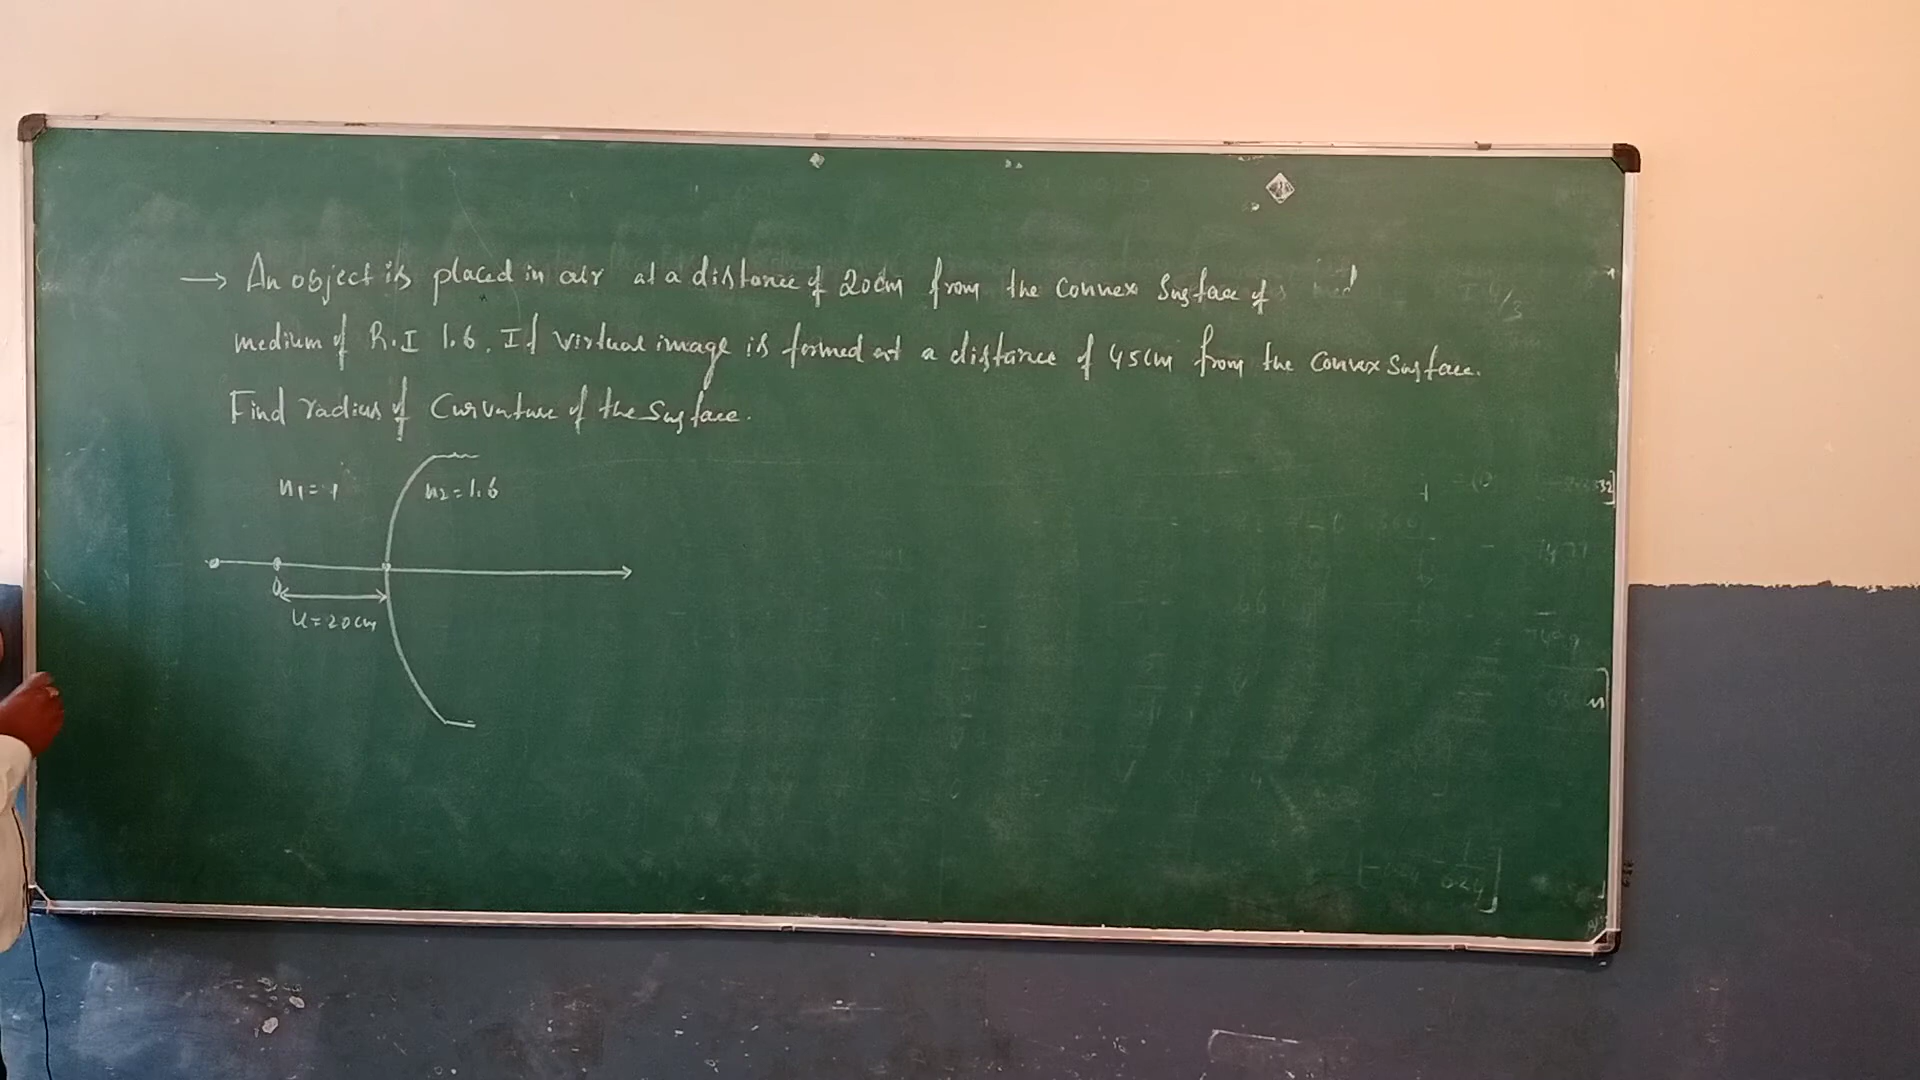 → An object is placed in air at a distance of 20cm from the convex Surface of
medium of R.I 1.6. If virtual image is formed at a distance of 45cm from the Convex Surface.
Find radius of Curvature of the Surface.
n₁=1 n₂=1.6
O
u=20cm